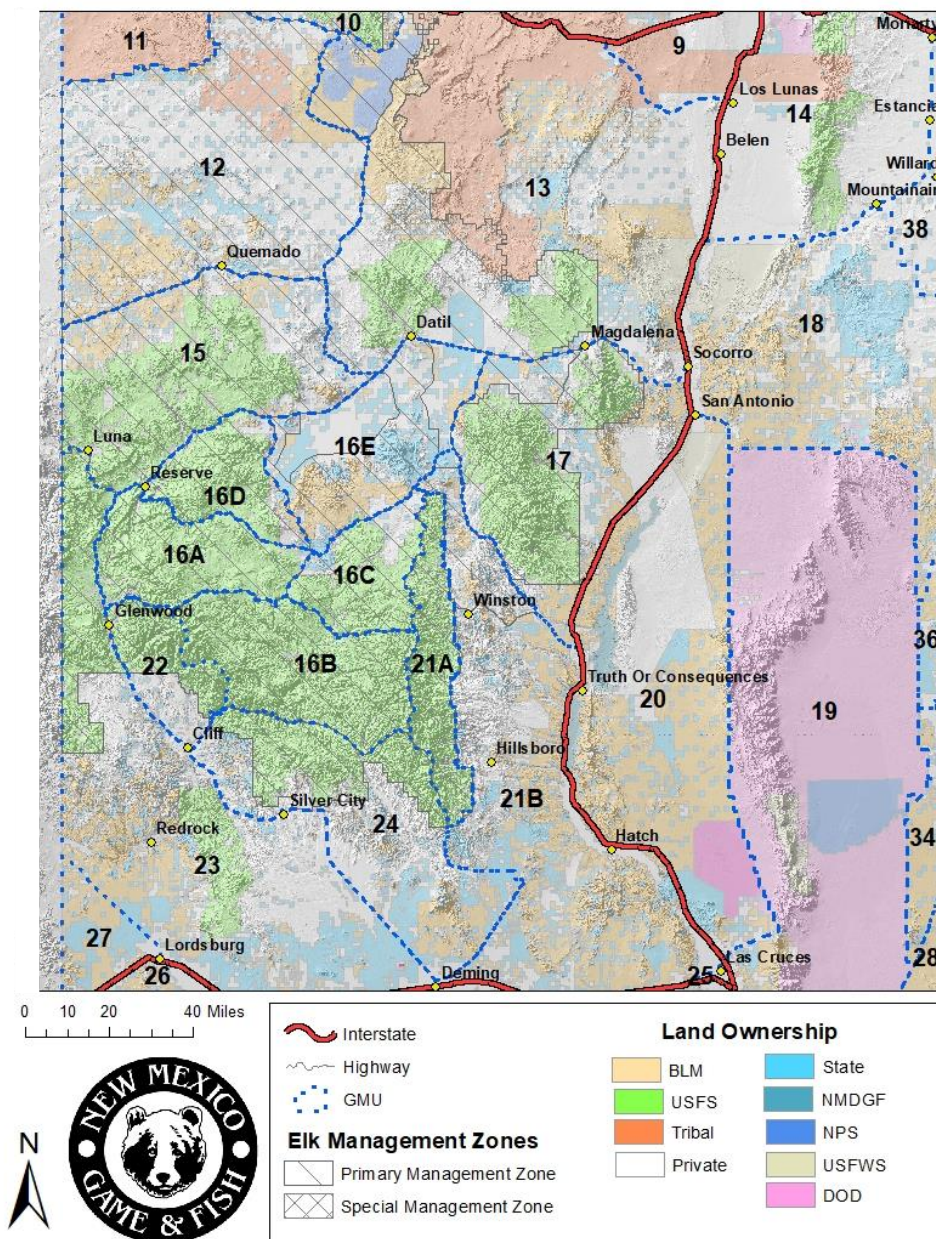 10
11
9
Moriarty
Los Lunas
14
Estancia
Belen
12
13
Willard
Mountainair
38
Quemado
Datil
Magdalena
18
15
Socorro
San Antonio
Luna
16E
17
Reserve
16D
16A
16C
Glenwood
Winston
36
22
16B
21A
Truth Or Consequences
20
19
Cliff
Hillsboro
21B
Silver City
24
Redrock
Hatch
34
23
27
Lordsburg
28
26
Deming
25
Las Cruces
0 10 20 40 Miles
Interstate
Highway
GMU
Elk Management Zones
Primary Management Zone
Special Management Zone
Land Ownership
BLM
USFS
Tribal
Private
State
NMDGF
NPS
USFWS
DOD
N
NEW MEXICO
GAME & FISH